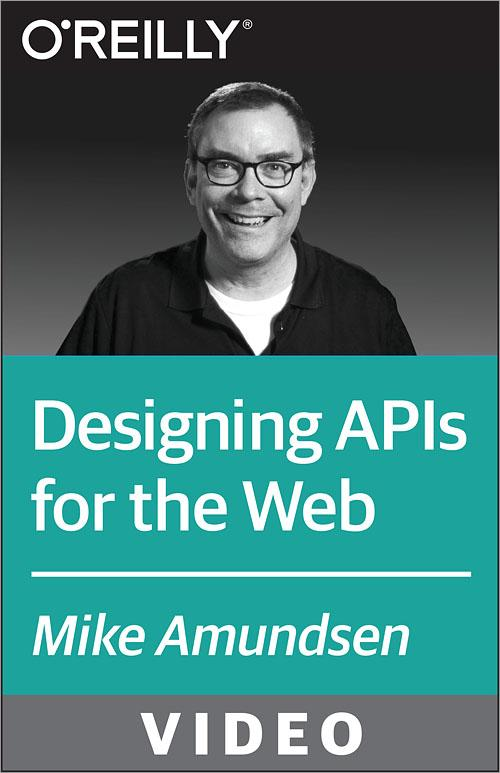 O'REILLY®
Designing APIs
for the Web
Mike Amundsen
VIDEO